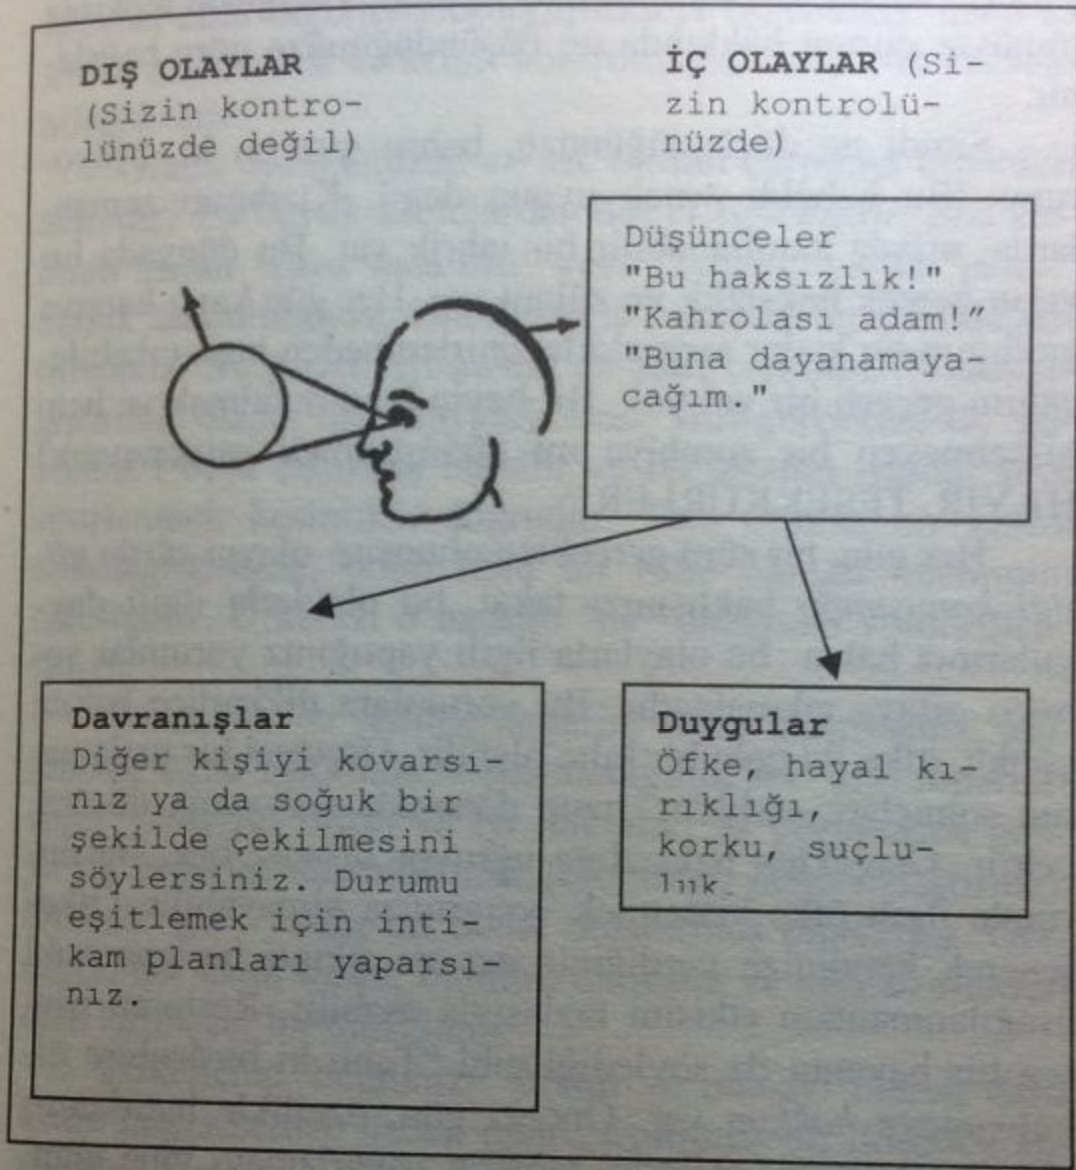 DIŞ OLAYLAR
(Sizin kontro-
lünüzde değil)
İÇ OLAYLAR (Si-
zin kontrolü-
nüzde)
Düşünceler
"Bu haksızlık!"
"Kahrolası adam!"
"Buna dayanamaya-
cağım."
Davranışlar
Diğer kişiyi kovarsı-
nız ya da soğuk bir
şekilde çekilmesini
söylersiniz. Durumu
eşitlemek için inti-
kam planları yaparsı-
nız.
Duygular
Öfke, hayal kı-
rıklığı,
korku, suçlu-
luk.